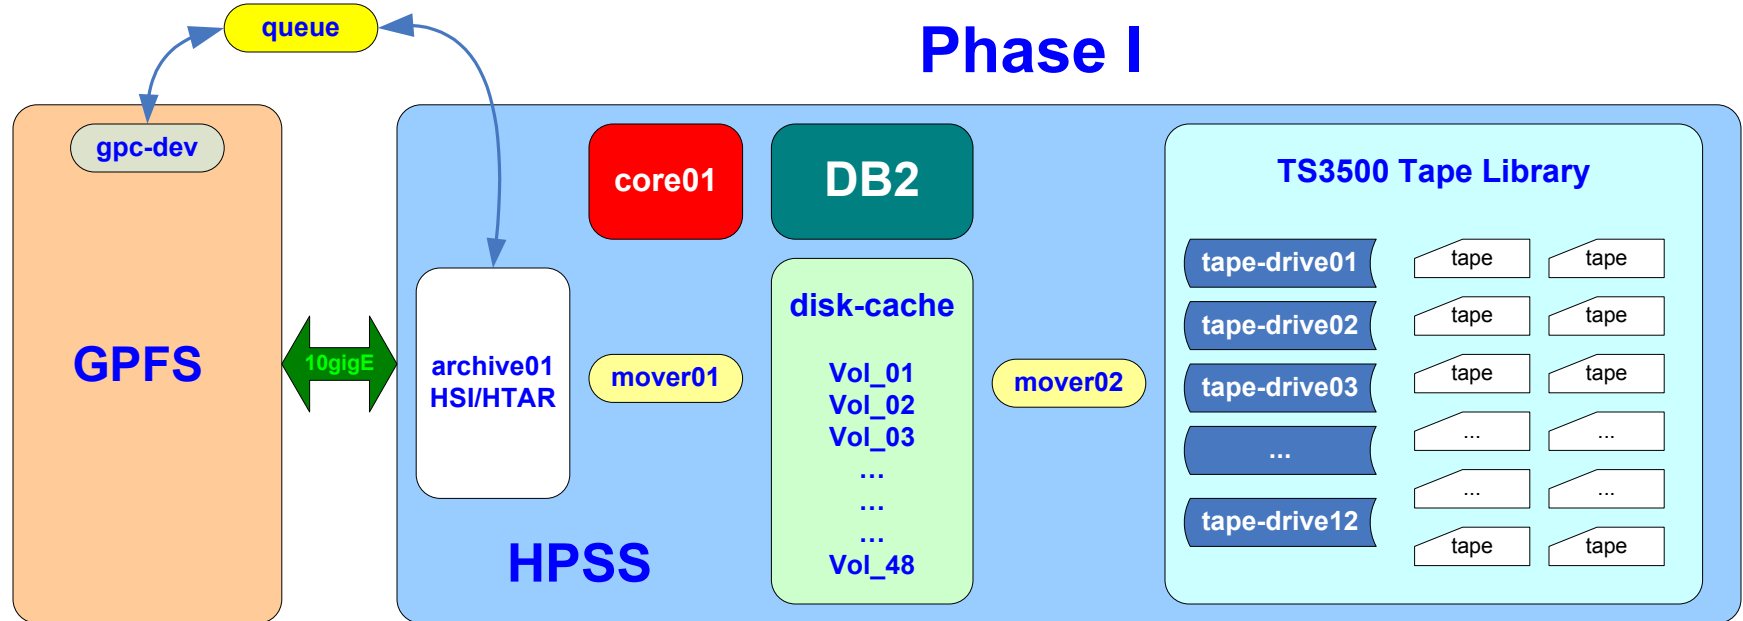 queue
Phase I
gpc-dev
GPFS
10gigE
HPSS
core01
DB2
archive01
HSI/HTAR
mover01
disk-cache
Vol_01
Vol_02
Vol_03
...
...
...
Vol_48
mover02
TS3500 Tape Library
tape-drive01
tape-drive02
tape-drive03
...
tape-drive12
tape tape
tape tape
tape tape
... ...
... ...
tape tape